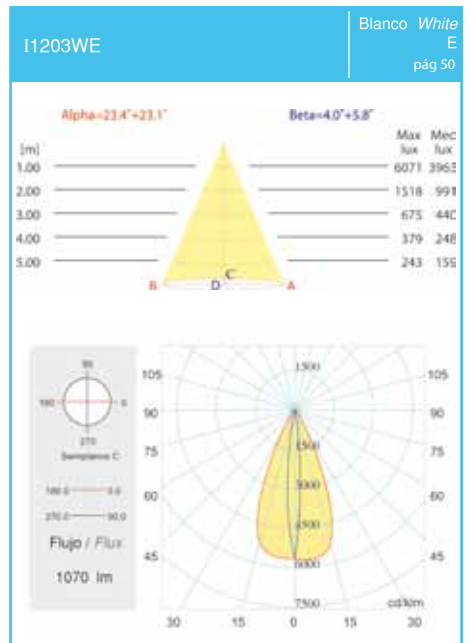 I1203WE
Blanco White
E
pág 50
Alpha=23.4°+23.1° Beta=4.0°+5.8°
Max Med
[m] lux lux
1.00 6071 3963
2.00 1518 991
3.00 675 440
4.00 379 248
5.00 243 159
B D C A
90
180 0
270
Semiplanos C
180.0 0.0
270.0 90.0
Flujo / Flux
1070 lm
1500
105 105
90 90
1500
75 75
3000
60 60
4500
45 45
6000
7500 cd/klm
30 15 0 15 30